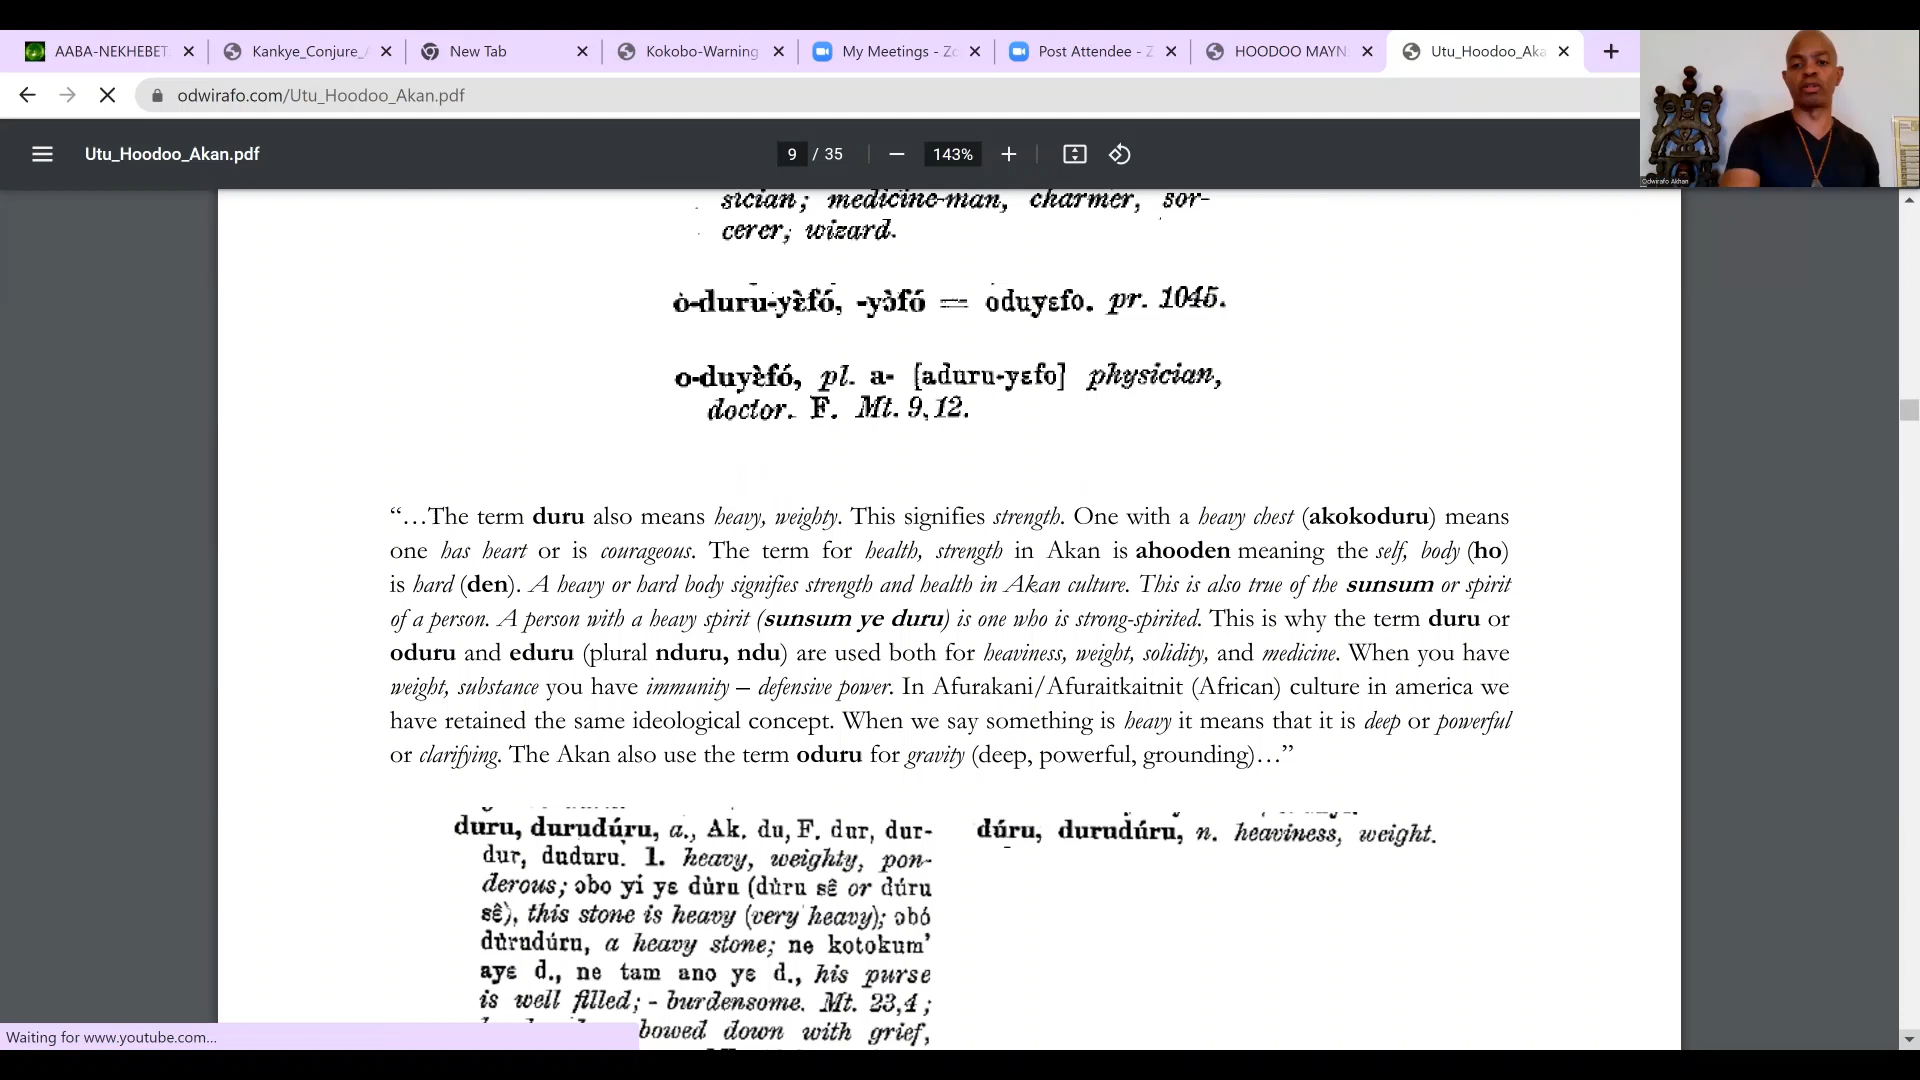 AABA-NEKHEBET
Kankye_Conjure_
New Tab
Kokobo-Warning
My Meetings - Zo
Post Attendee - Z
HOODOO MAYN
Utu_Hoodoo_Aka
odwirafo.com/Utu_Hoodoo_Akan.pdf
Utu_Hoodoo_Akan.pdf
9 / 35
143%
Odwirafo Akhan
sician; medicine-man, charmer, sor-
cerer; wizard.
ò-duru-yɛ̀fó, -yɔ̀fó = oduyɛfo. pr. 1045.
o-duyɛ̀fó, pl. a- [aduru-yɛfo] physician,
doctor. F. Mt. 9,12.
“…The term duru also means heavy, weighty. This signifies strength. One with a heavy chest (akokoduru) means
one has heart or is courageous. The term for health, strength in Akan is ahooden meaning the self, body (ho)
is hard (den). A heavy or hard body signifies strength and health in Akan culture. This is also true of the sunsum or spirit
of a person. A person with a heavy spirit (sunsum ye duru) is one who is strong-spirited. This is why the term duru or
oduru and eduru (plural nduru, ndu) are used both for heaviness, weight, solidity, and medicine. When you have
weight, substance you have immunity – defensive power. In Afurakani/Afuraitkaitnit (African) culture in america we
have retained the same ideological concept. When we say something is heavy it means that it is deep or powerful
or clarifying. The Akan also use the term oduru for gravity (deep, powerful, grounding)…”
duru, durudúru, a., Ak. du, F. dur, dur-
dur, duduru. 1. heavy, weighty, pon-
derous; ɔbo yi yɛ dùru (dùru sɛ̂ or dúru
sɛ̂), this stone is heavy (very heavy); ɔbó
dùrudúru, a heavy stone; ne kotokum'
ayɛ d., ne tam ano yɛ d., his purse
is well filled; - burdensome. Mt. 23,4;
bowed down with grief,
dúru, durudúru, n. heaviness, weight.
Waiting for www.youtube.com...